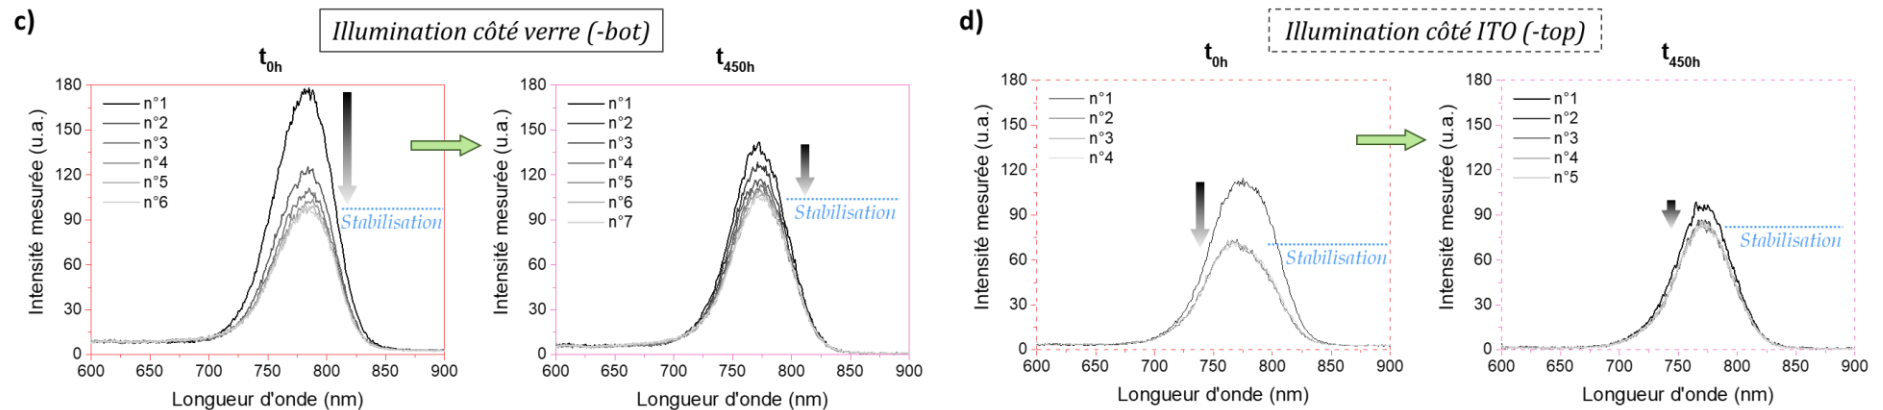 c)
Illumination côté verre (-bot)
t0h
180
150
120
90
60
30
0
600
650
700
750
800
850
900
Intensité mesurée (u.a.)
Longueur d'onde (nm)
n°1
n°2
n°3
n°4
n°5
n°6
Stabilisation
t450h
180
150
120
90
60
30
0
600
650
700
750
800
850
900
Intensité mesurée (u.a.)
Longueur d'onde (nm)
n°1
n°2
n°3
n°4
n°5
n°6
n°7
Stabilisation
d)
Illumination côté ITO (-top)
t0h
180
150
120
90
60
30
0
600
650
700
750
800
850
900
Intensité mesurée (u.a.)
Longueur d'onde (nm)
n°1
n°2
n°3
n°4
Stabilisation
t450h
180
150
120
90
60
30
0
600
650
700
750
800
850
900
Intensité mesurée (u.a.)
Longueur d'onde (nm)
n°1
n°2
n°3
n°4
n°5
Stabilisation